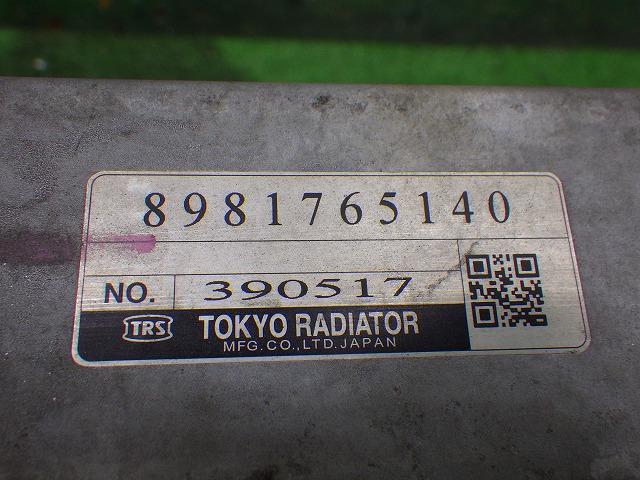 8981765140
NO. 390517
TRS TOKYO RADIATOR
MFG.CO.,LTD.JAPAN